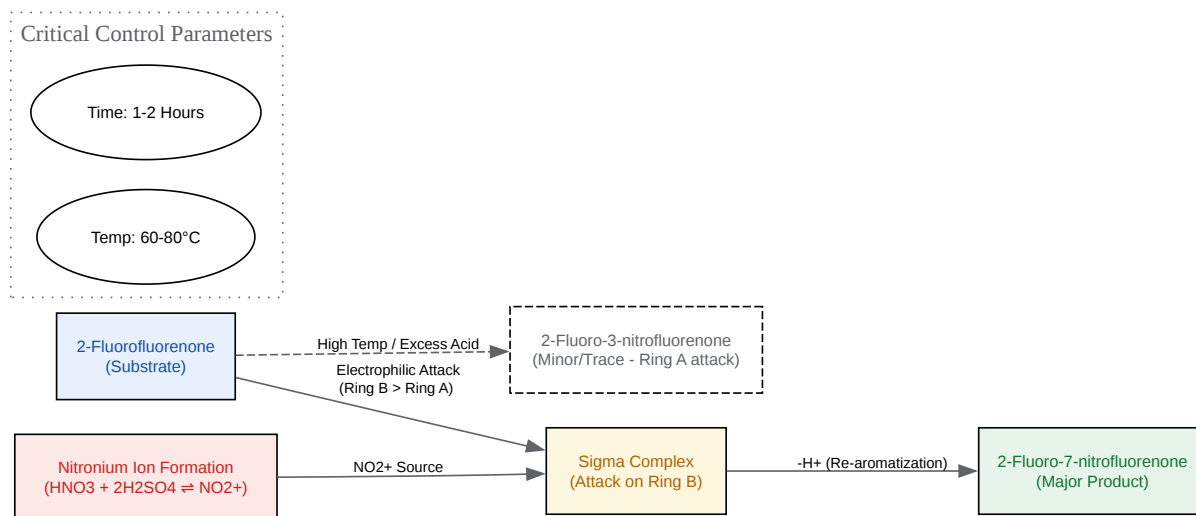 Critical Control Parameters
Time: 1-2 Hours
Temp: 60-80°C
2-Fluorofluorenone
(Substrate)
High Temp / Excess Acid
2-Fluoro-3-nitrofluorenone
(Minor/Trace - Ring A attack)
Electrophilic Attack
(Ring B > Ring A)
Nitronium Ion Formation
(HNO3 + 2H2SO4 ⇌ NO2+)
NO2+ Source
Sigma Complex
(Attack on Ring B)
-H+ (Re-aromatization)
2-Fluoro-7-nitrofluorenone
(Major Product)